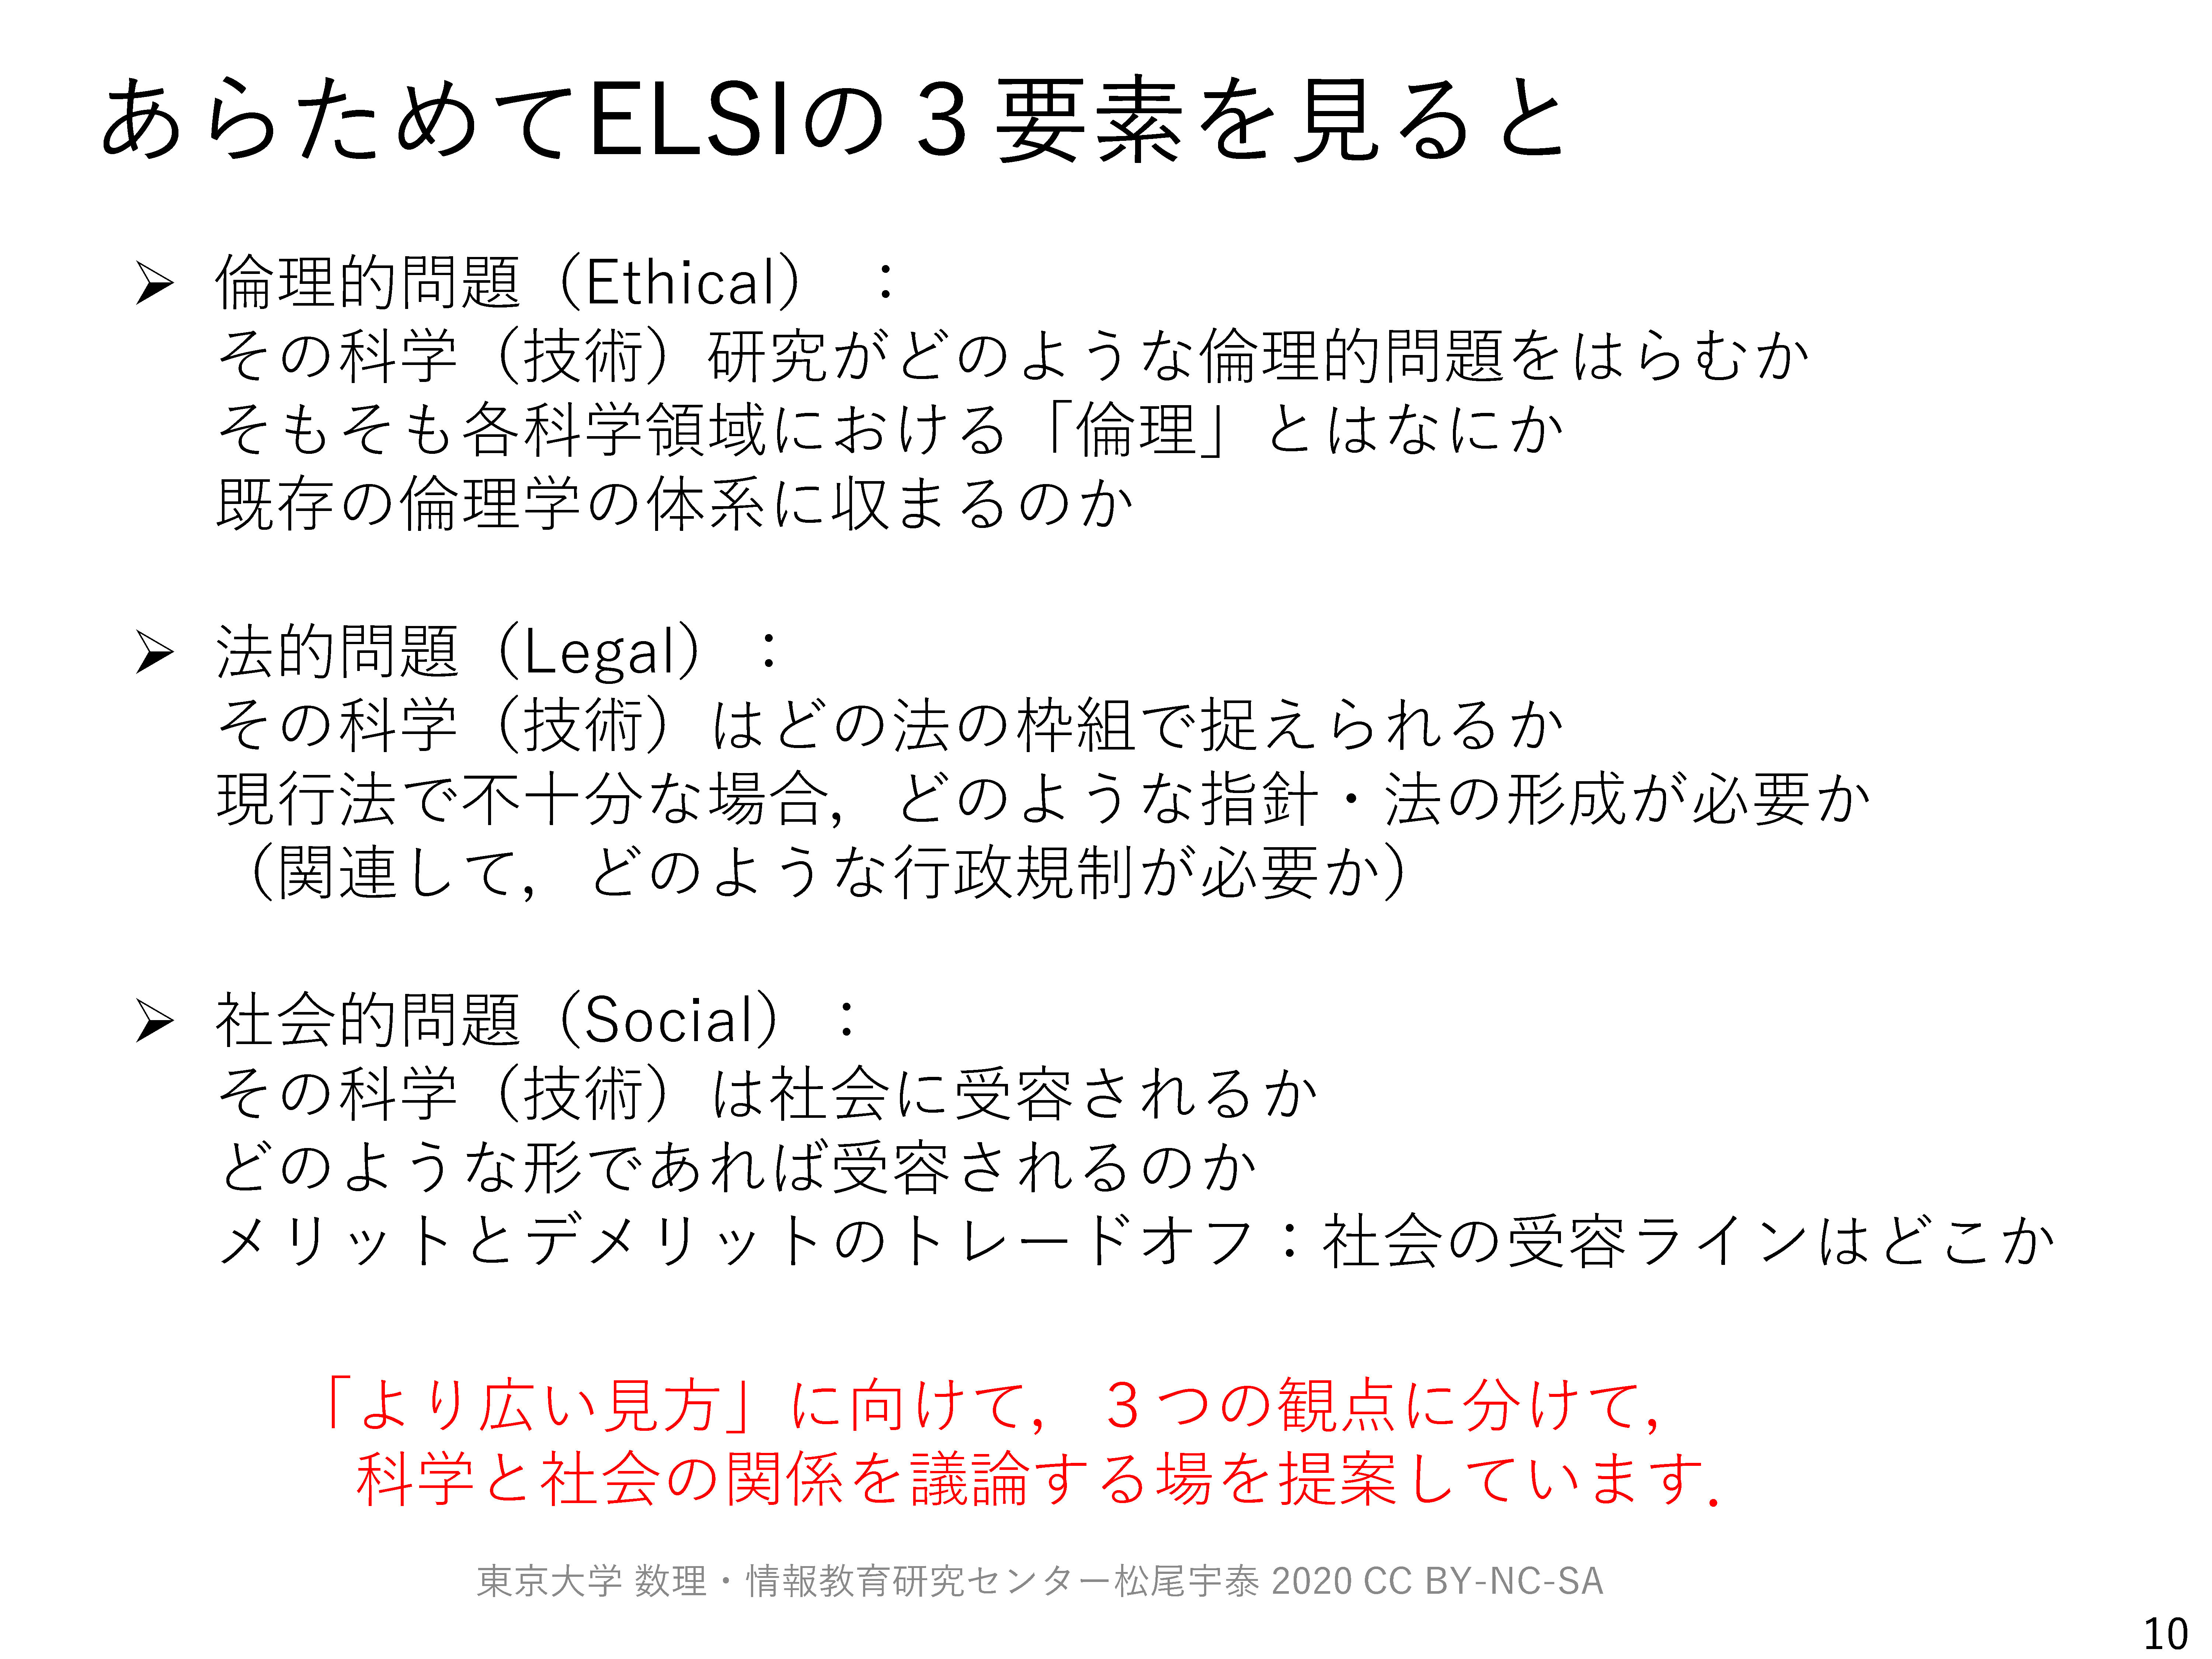 あらためてELSIの３要素を見ると
➢ 倫理的問題（Ethical） ：
その科学（技術）研究がどのような倫理的問題をはらむか
そもそも各科学領域における「倫理」とはなにか
既存の倫理学の体系に収まるのか
➢ 法的問題（Legal） ：
その科学（技術）はどの法の枠組で捉えられるか
現行法で不十分な場合，どのような指針・法の形成が必要か
（関連して，どのような行政規制が必要か）
➢ 社会的問題（Social） ：
その科学（技術）は社会に受容されるか
どのような形であれば受容されるのか
メリットとデメリットのトレードオフ：社会の受容ラインはどこか
「より広い見方」に向けて，３つの観点に分けて，
科学と社会の関係を議論する場を提案しています．
東京大学 数理・情報教育研究センター松尾宇泰 2020 CC BY-NC-SA
10